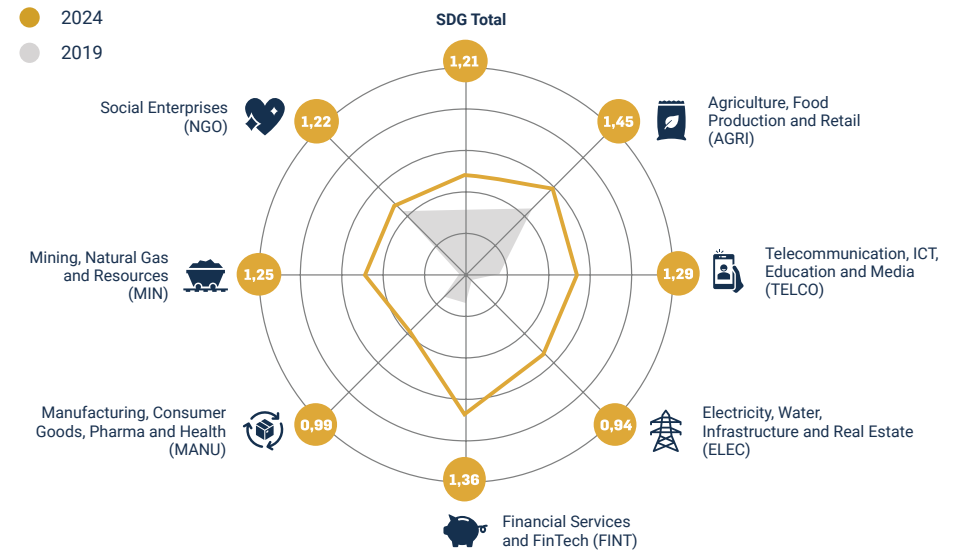 2024
2019
SDG Total
1,21
Social Enterprises
(NGO)
1,22
1,45
Agriculture, Food
Production and Retail
(AGRI)
Mining, Natural Gas
and Resources
(MIN)
1,25
1,29
Telecommunication, ICT,
Education and Media
(TELCO)
Manufacturing, Consumer
Goods, Pharma and Health
(MANU)
0,99
0,94
Electricity, Water,
Infrastructure and Real Estate
(ELEC)
1,36
Financial Services
and FinTech (FINT)